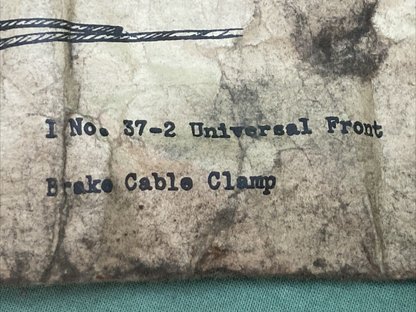 1 No. 37-2 Universal Front
Brake Cable Clamp